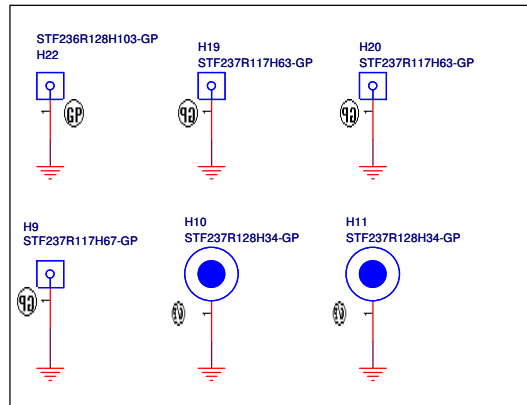 STF236R128H103-GP
H22
H19
STF237R117H63-GP
H20
STF237R117H63-GP
1
GP
1
GP
1
GP
H9
STF237R117H67-GP
H10
STF237R128H34-GP
H11
STF237R128H34-GP
1
GP
1
1